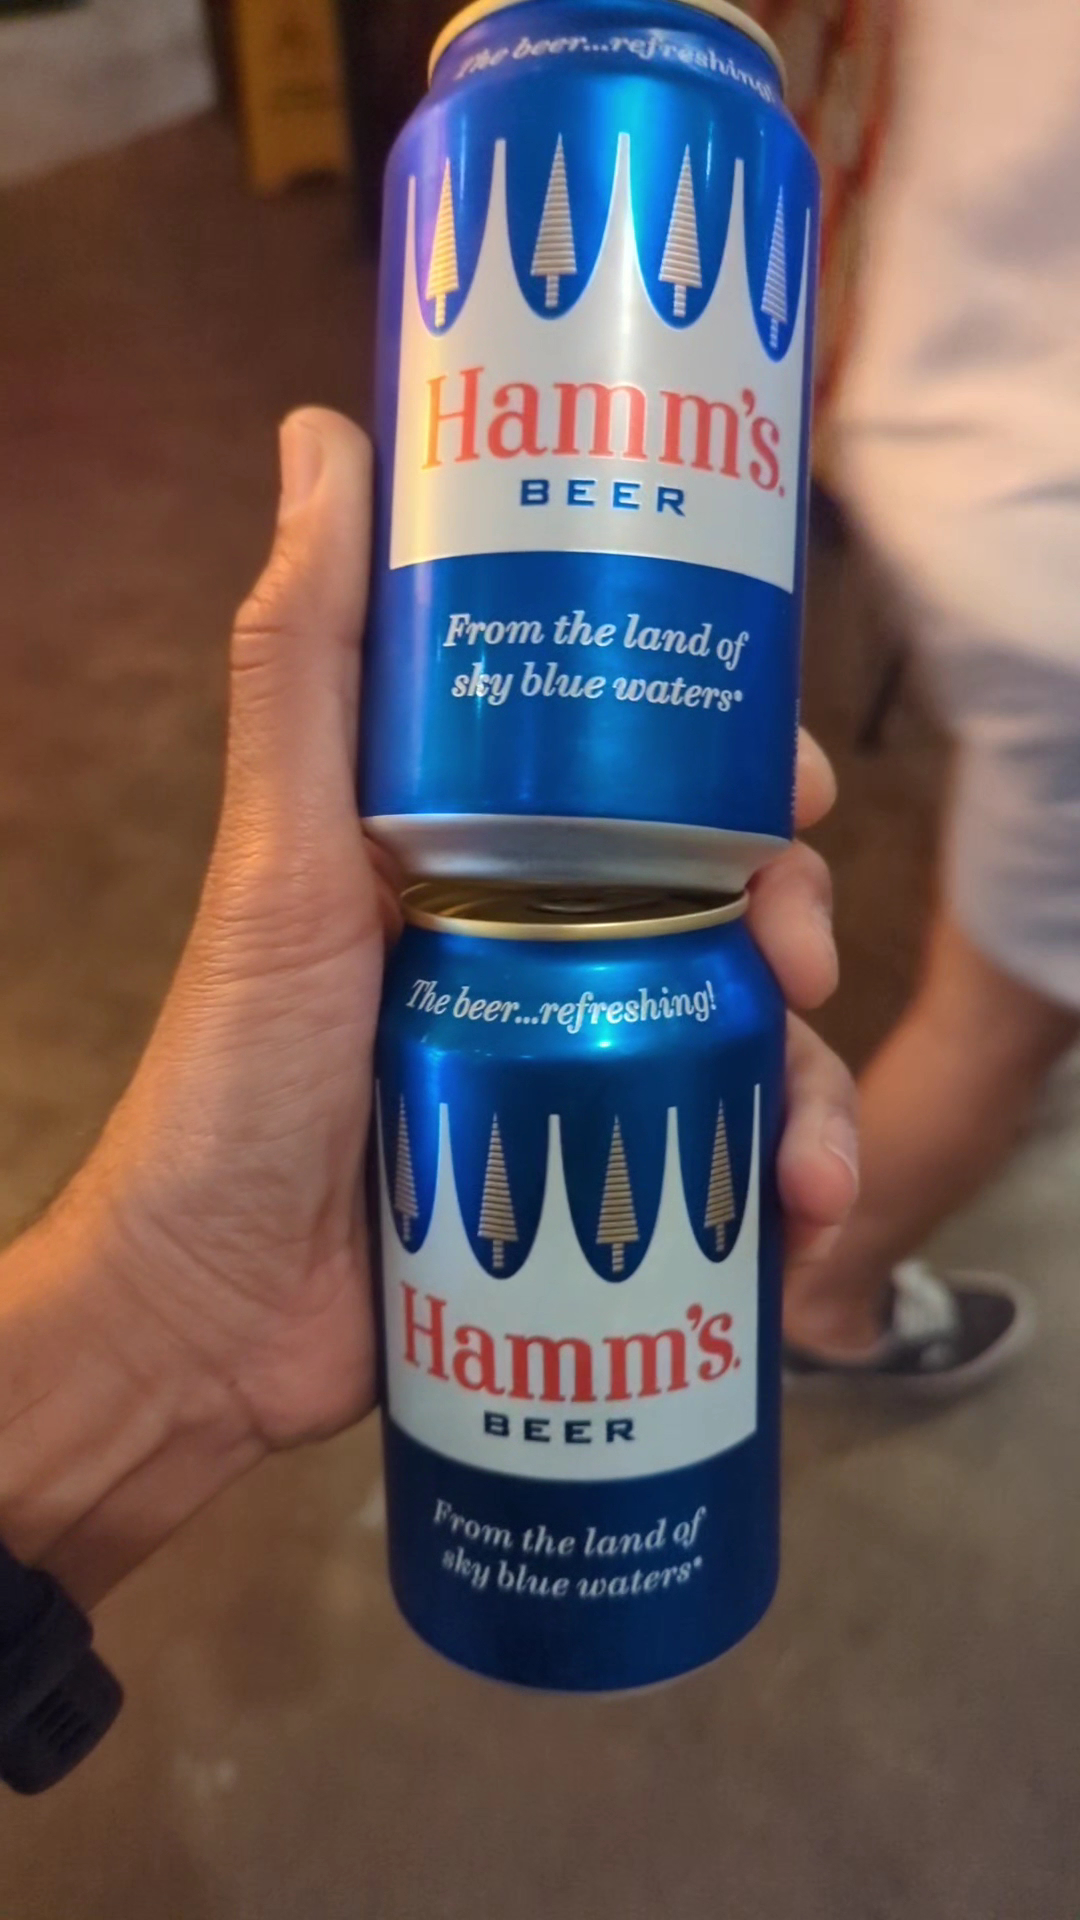 The beer...refreshing!
Hamm's.
BEER
From the land of
sky blue waters®
The beer...refreshing!
Hamm's.
BEER
From the land of
sky blue waters®